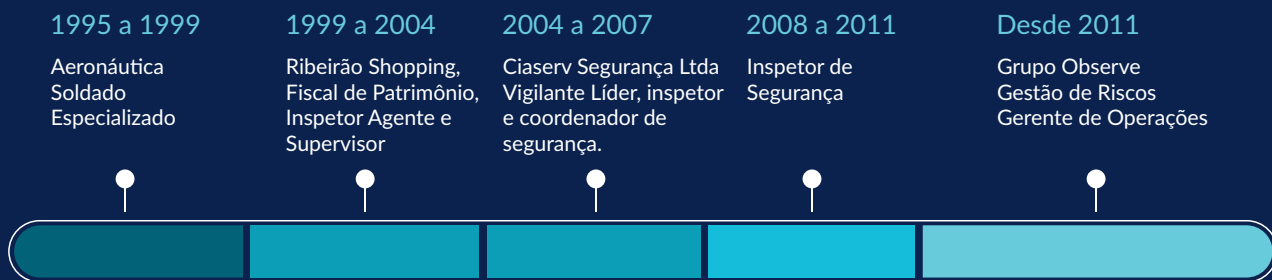 1995 a 1999
Aeronáutica
Soldado
Especializado
1999 a 2004
Ribeirão Shopping,
Fiscal de Patrimônio,
Inspetor Agente e
Supervisor
2004 a 2007
Ciaserv Segurança Ltda
Vigilante Líder, inspetor
e coordenador de
segurança.
2008 a 2011
Inspetor de
Segurança
Desde 2011
Grupo Observe
Gestão de Riscos
Gerente de Operações